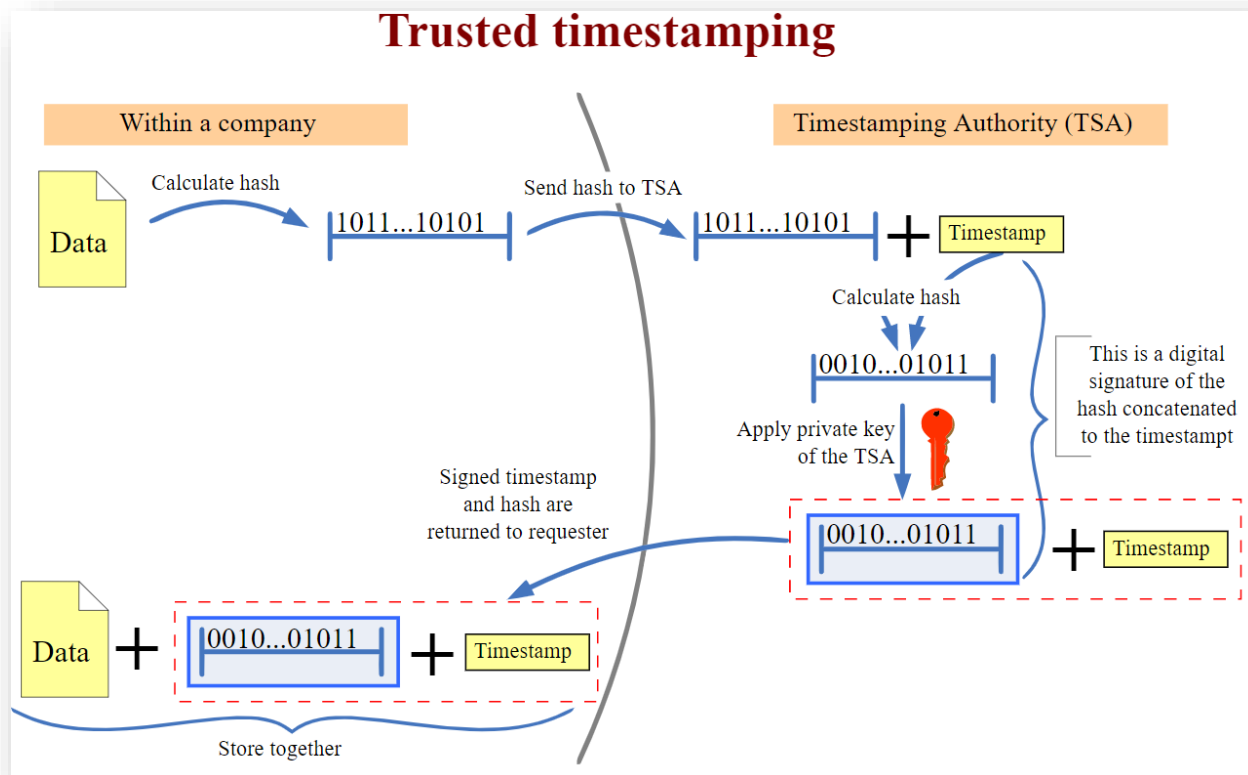 Trusted timestamping
Within a company
Timestamping Authority (TSA)
Data
Calculate hash
1011...10101
Send hash to TSA
1011...10101
+
Timestamp
Calculate hash
0010...01011
This is a digital
signature of the
hash concatenated
to the timestampt
Apply private key
of the TSA
Signed timestamp
and hash are
returned to requester
0010...01011
+
Timestamp
Data
+
0010...01011
+
Timestamp
Store together